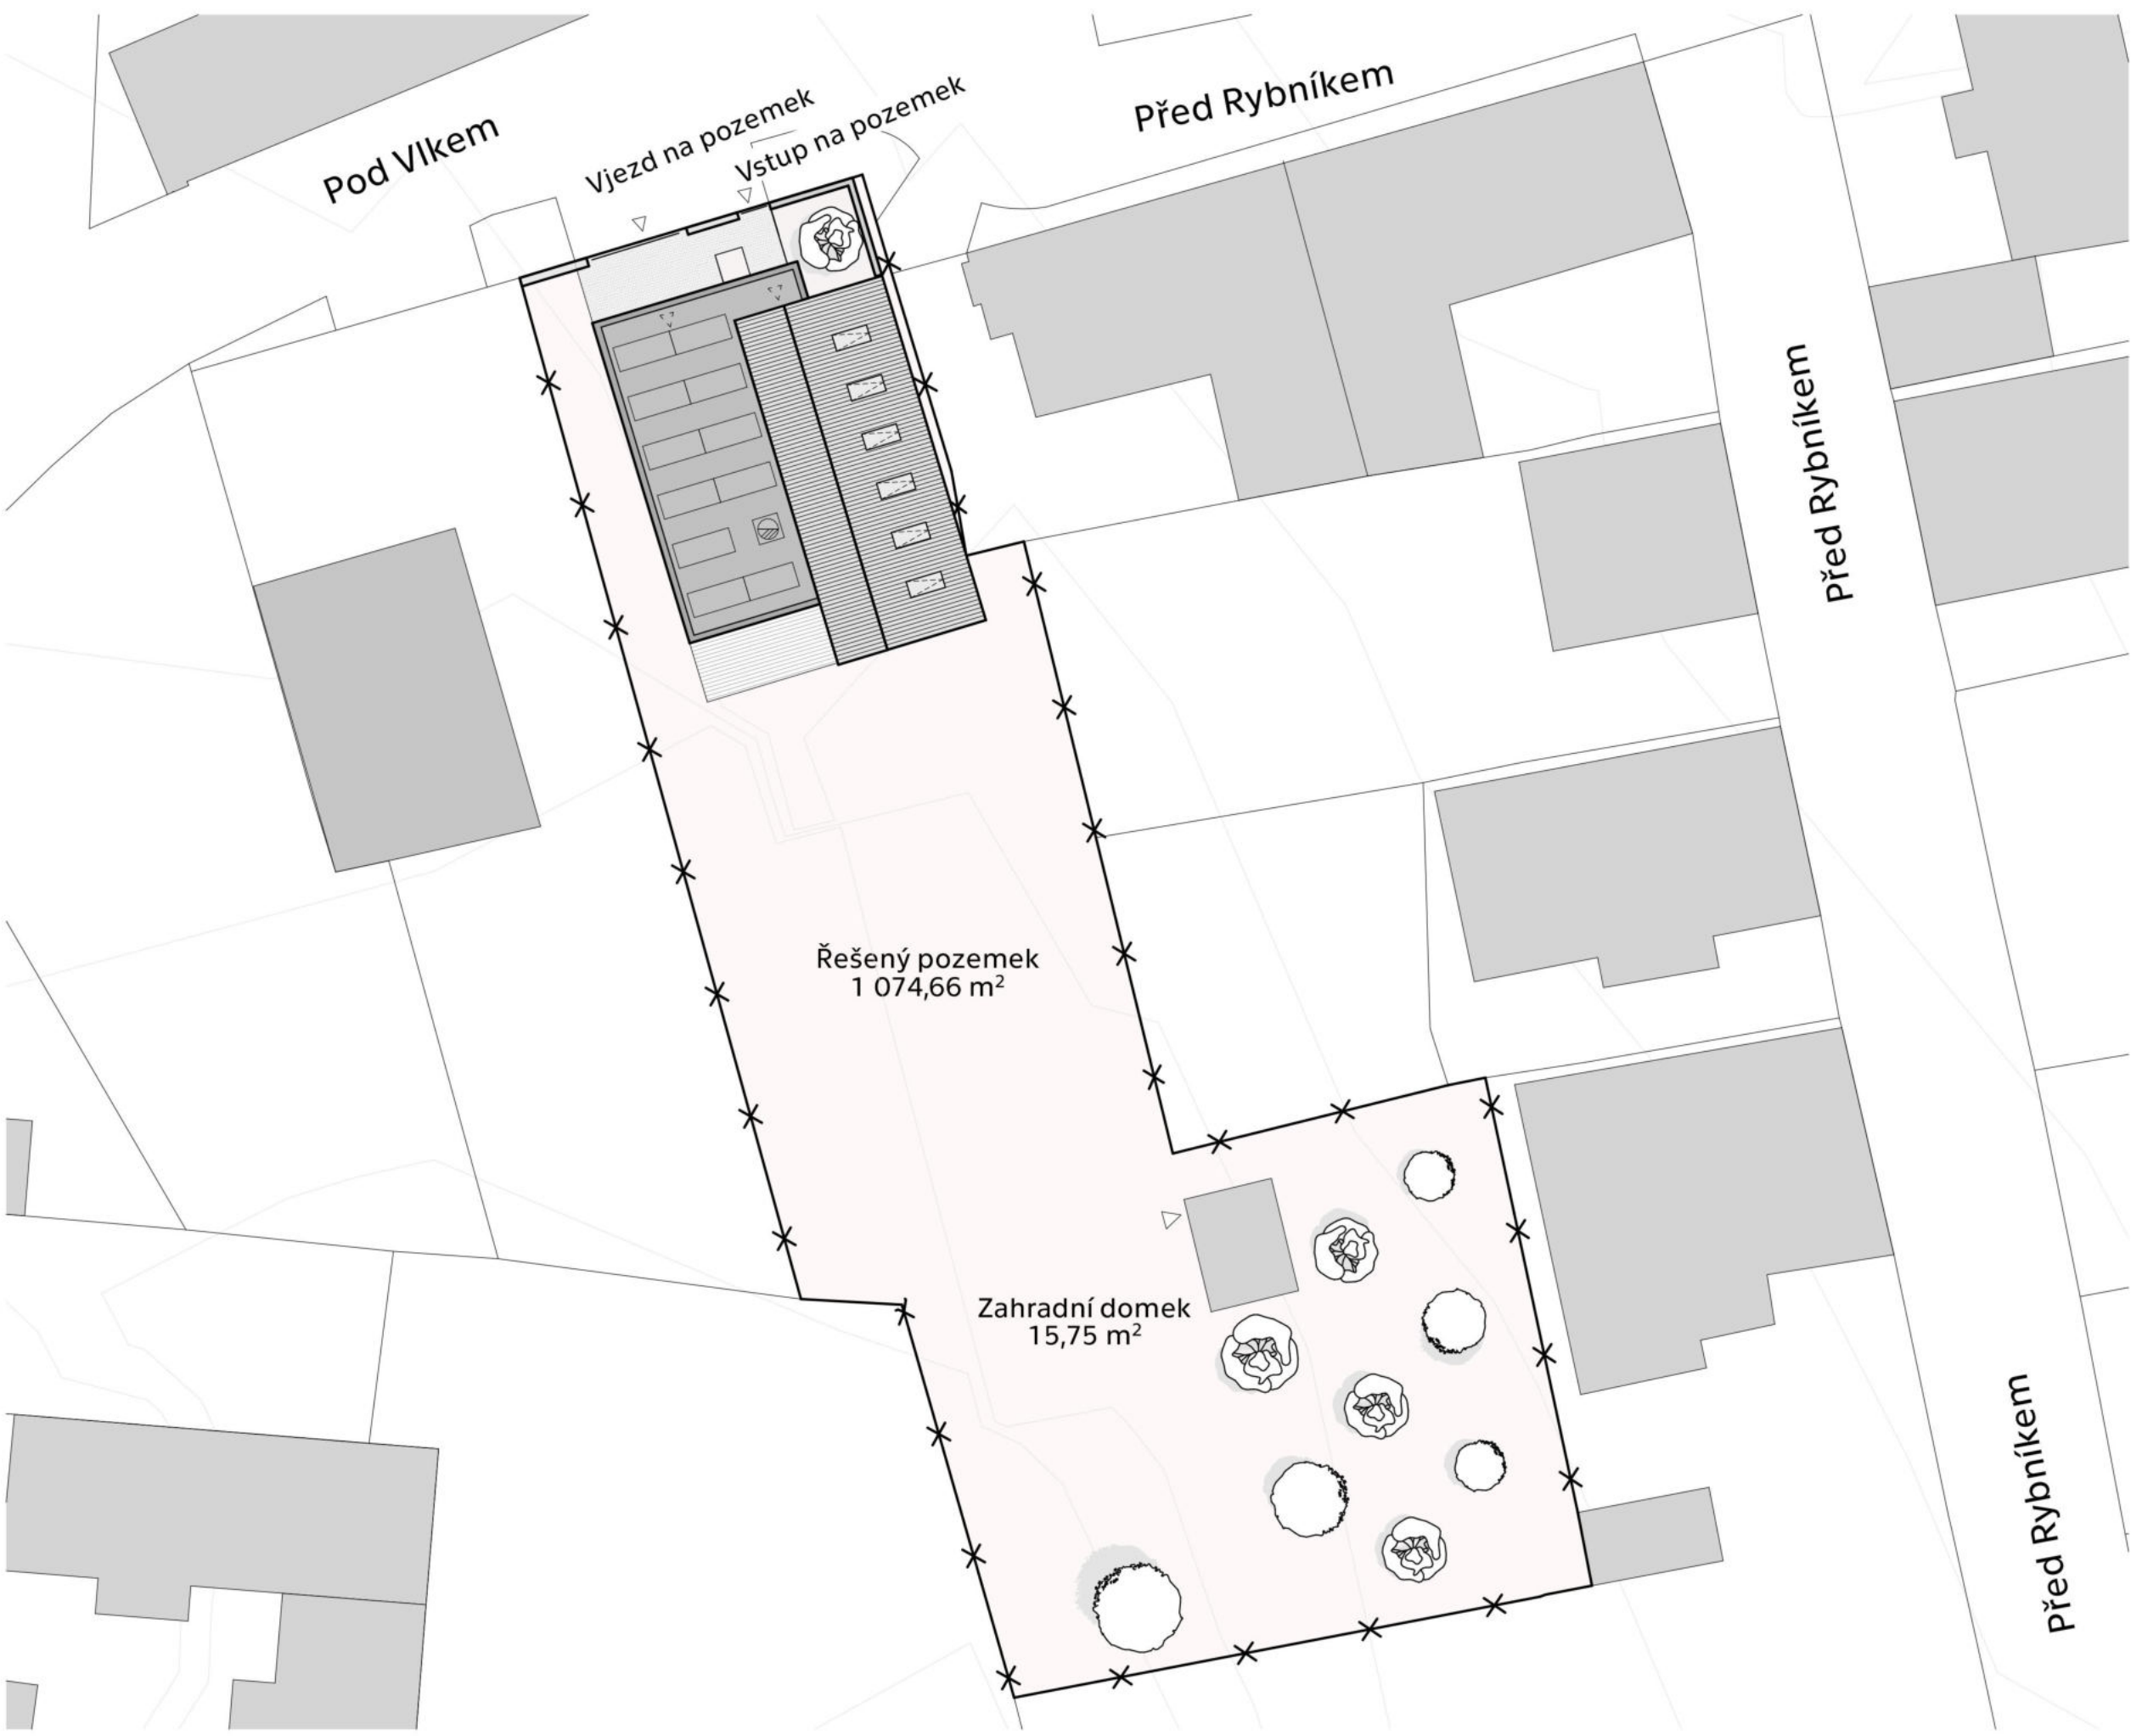 Pod Vlkem
Vjezd na pozemek
Vstup na pozemek
Před Rybníkem
Před Rybníkem
Řešený pozemek
1 074,66 m²
Zahradní domek
15,75 m²
Před Rybníkem